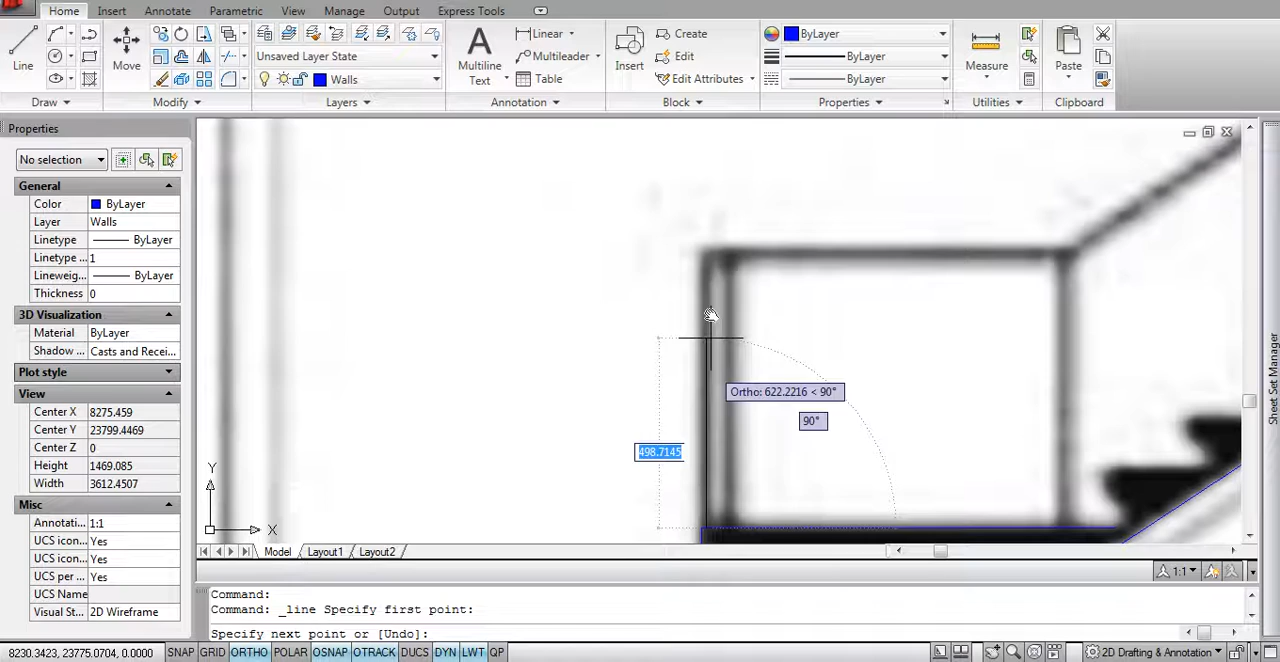 Home Insert Annotate Parametric View Manage Output Express Tools
Line
Move
Unsaved Layer State
Walls
Multiline
Text
Linear
Multileader
Table
Insert
Create
Edit
Edit Attributes
ByLayer
ByLayer
ByLayer
Measure
Paste
Draw Modify Layers Annotation Block Properties Utilities Clipboard
Properties
No selection
General
Color ByLayer
Layer Walls
Linetype ByLayer
Linetype ... 1
Lineweig... ByLayer
Thickness 0
3D Visualization
Material ByLayer
Shadow ... Casts and Recei...
Plot style
View
Center X 8275.459
Center Y 23799.4469
Center Z 0
Height 1469.085
Width 3612.4507
Misc
Annotati... 1:1
UCS icon... Yes
UCS icon... Yes
UCS per ... Yes
UCS Name
Visual St... 2D Wireframe
Ortho: 622.2216 < 90°
90°
498.7145
Y
X
Model Layout1 Layout2
1:1
Sheet Set Manager
Command:
Command: _line Specify first point:
Specify next point or [Undo]:
8230.3423, 23775.0704, 0.0000 SNAP GRID ORTHO POLAR OSNAP OTRACK DUCS DYN LWT QP 2D Drafting & Annotation